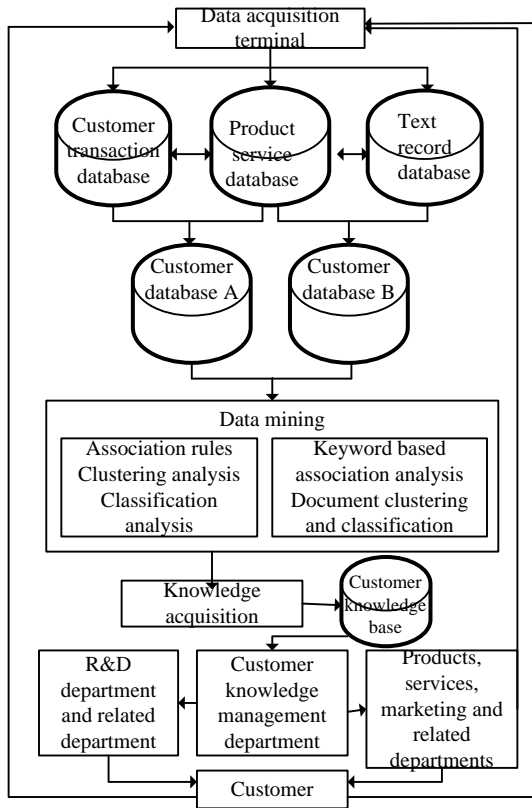 Data acquisition
terminal
Customer
transaction
database
Product
service
database
Text
record
database
Customer
database A
Customer
database B
Data mining
Association rules
Clustering analysis
Classification
analysis
Keyword based
association analysis
Document clustering
and classification
Knowledge
acquisition
Customer
knowledge
base
R&D
department
and related
department
Customer
knowledge
management
department
Products,
services,
marketing and
related
departments
Customer